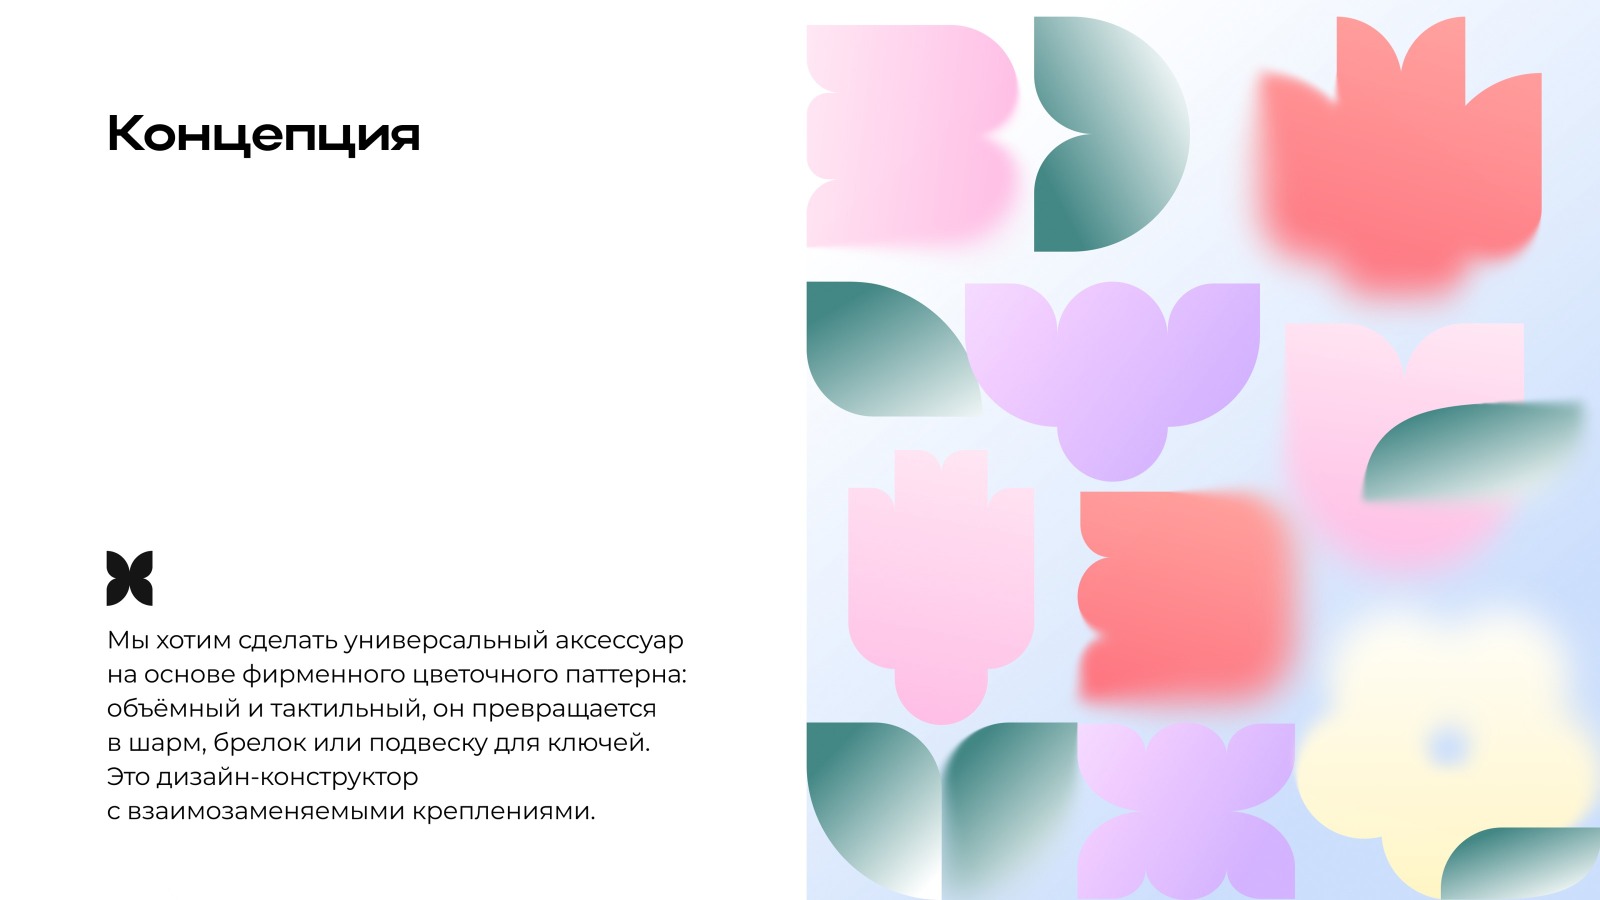 Концепция
Мы хотим сделать универсальный аксессуар
на основе фирменного цветочного паттерна:
объёмный и тактильный, он превращается
в шарм, брелок или подвеску для ключей.
Это дизайн-конструктор
с взаимозаменяемыми креплениями.